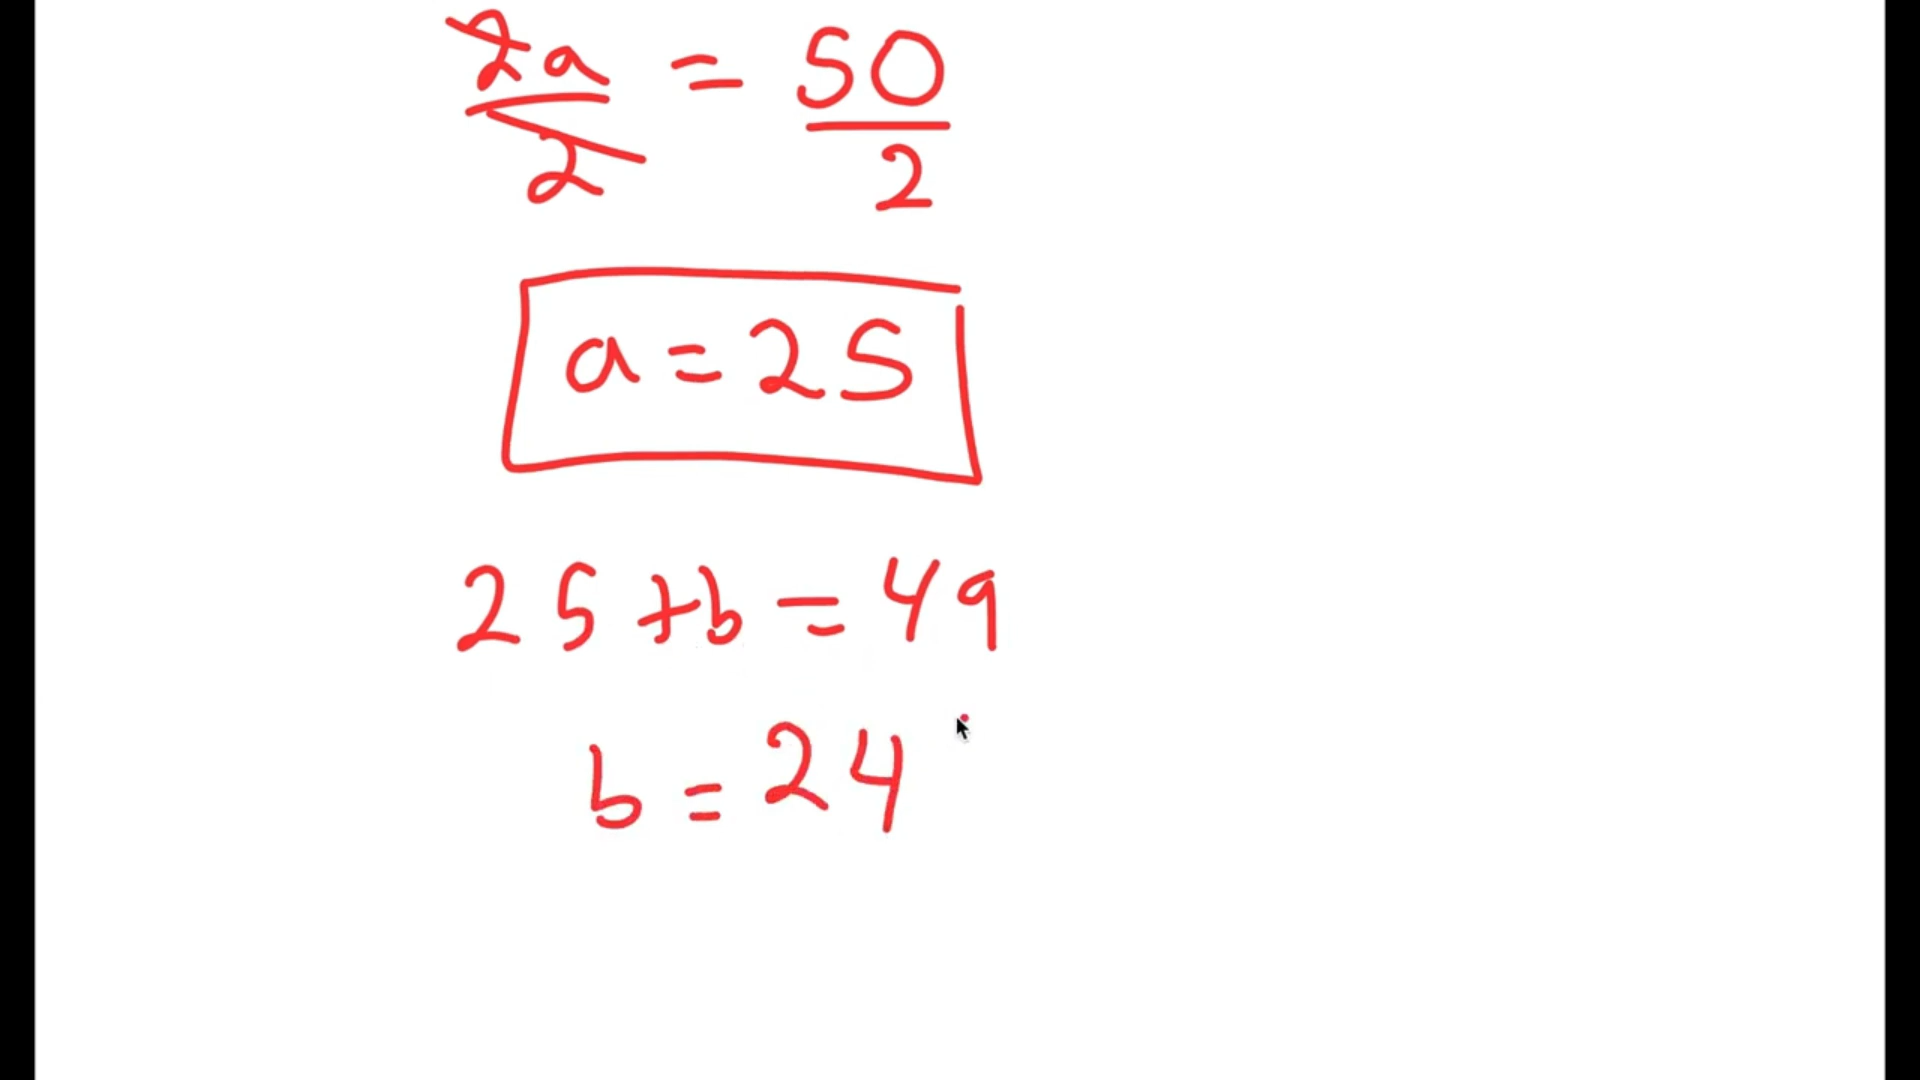 2a/2 = 50/2
a = 25
25 + b = 49
b = 24